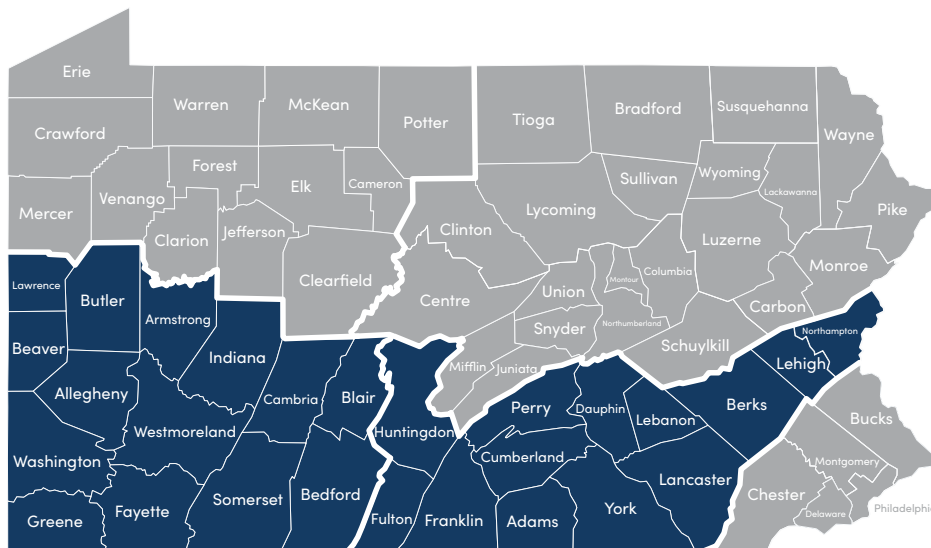 Erie
Warren
McKean
Potter
Tioga
Bradford
Susquehanna
Wayne
Crawford
Forest
Elk
Cameron
Sullivan
Wyoming
Lackawanna
Mercer
Venango
Clarion
Jefferson
Clinton
Lycoming
Luzerne
Pike
Clearfield
Centre
Union
Montour
Columbia
Monroe
Lawrence
Butler
Armstrong
Snyder
Northumberland
Carbon
Beaver
Indiana
Schuylkill
Northampton
Allegheny
Cambria
Blair
Mifflin
Juniata
Lehigh
Westmoreland
Huntingdon
Perry
Dauphin
Lebanon
Berks
Bucks
Washington
Cumberland
Lancaster
Montgomery
Greene
Fayette
Somerset
Bedford
Fulton
Franklin
Adams
York
Chester
Delaware